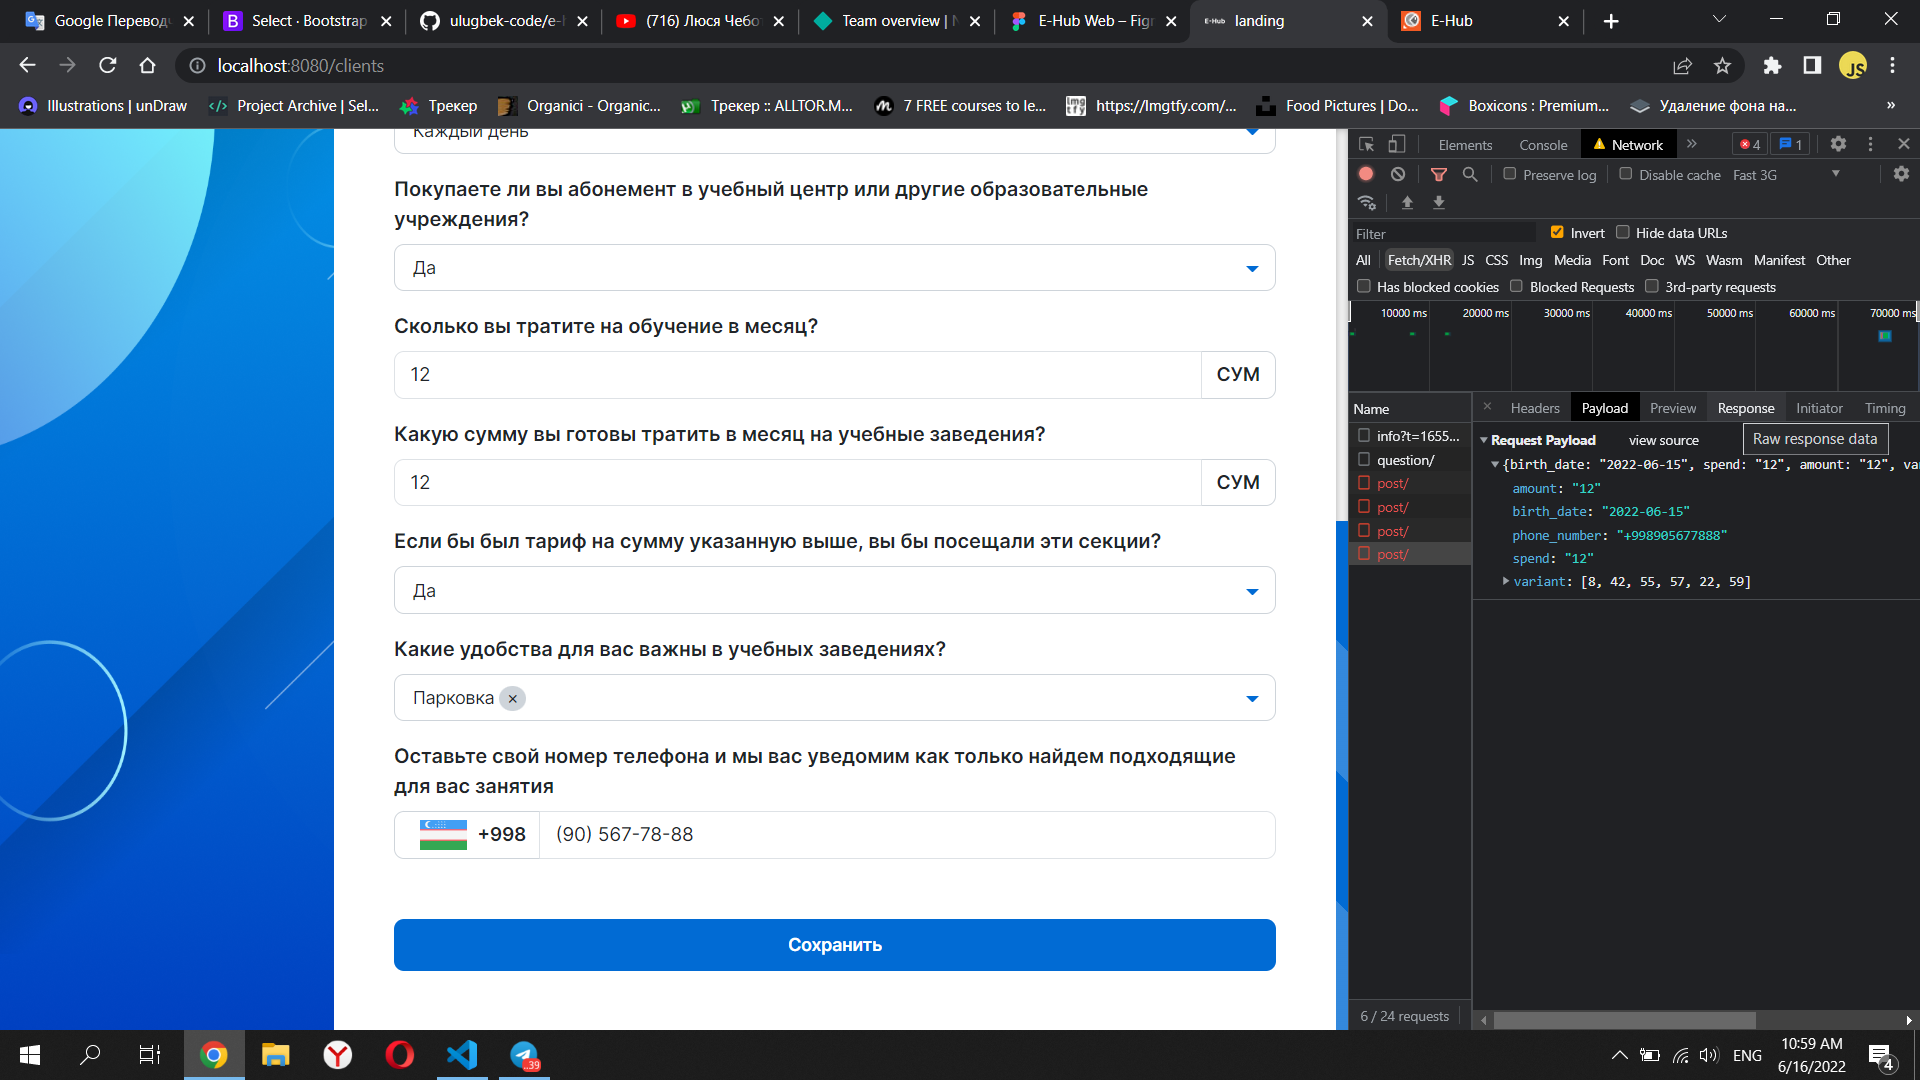 Google Переводч
Select · Bootstrap
ulugbek-code/e-h
(716) Люся Чебот
Team overview | N
E-Hub Web – Figm
E-Hub
landing
E-Hub
localhost:8080/clients
Illustrations | unDraw
Project Archive | Sel...
Трекер
Organici - Organic...
Трекер :: ALLTOR.M...
7 FREE courses to le...
https://lmgtfy.com/...
Food Pictures | Do...
Boxicons : Premium...
Удаление фона на...
»
Каждый день
Покупаете ли вы абонемент в учебный центр или другие образовательные
учреждения?
Да
Сколько вы тратите на обучение в месяц?
12
СУМ
Какую сумму вы готовы тратить в месяц на учебные заведения?
12
СУМ
Если бы был тариф на сумму указанную выше, вы бы посещали эти секции?
Да
Какие удобства для вас важны в учебных заведениях?
Парковка ×
Оставьте свой номер телефона и мы вас уведомим как только найдем подходящие
для вас занятия
+998
(90) 567-78-88
Сохранить
Elements
Console
Network
»
4
1
Preserve log
Disable cache
Fast 3G
Filter
Invert
Hide data URLs
All
Fetch/XHR
JS
CSS
Img
Media
Font
Doc
WS
Wasm
Manifest
Other
Has blocked cookies
Blocked Requests
3rd-party requests
10000 ms
20000 ms
30000 ms
40000 ms
50000 ms
60000 ms
70000 ms
Name
info?t=1655...
question/
post/
post/
post/
post/
6 / 24 requests
Headers
Payload
Preview
Response
Initiator
Timing
Request Payload
view source
Raw response data
{birth_date: "2022-06-15", spend: "12", amount: "12", va
amount: "12"
birth_date: "2022-06-15"
phone_number: "+998905677888"
spend: "12"
variant: [8, 42, 55, 57, 22, 59]
..39
ENG
10:59 AM
6/16/2022
4